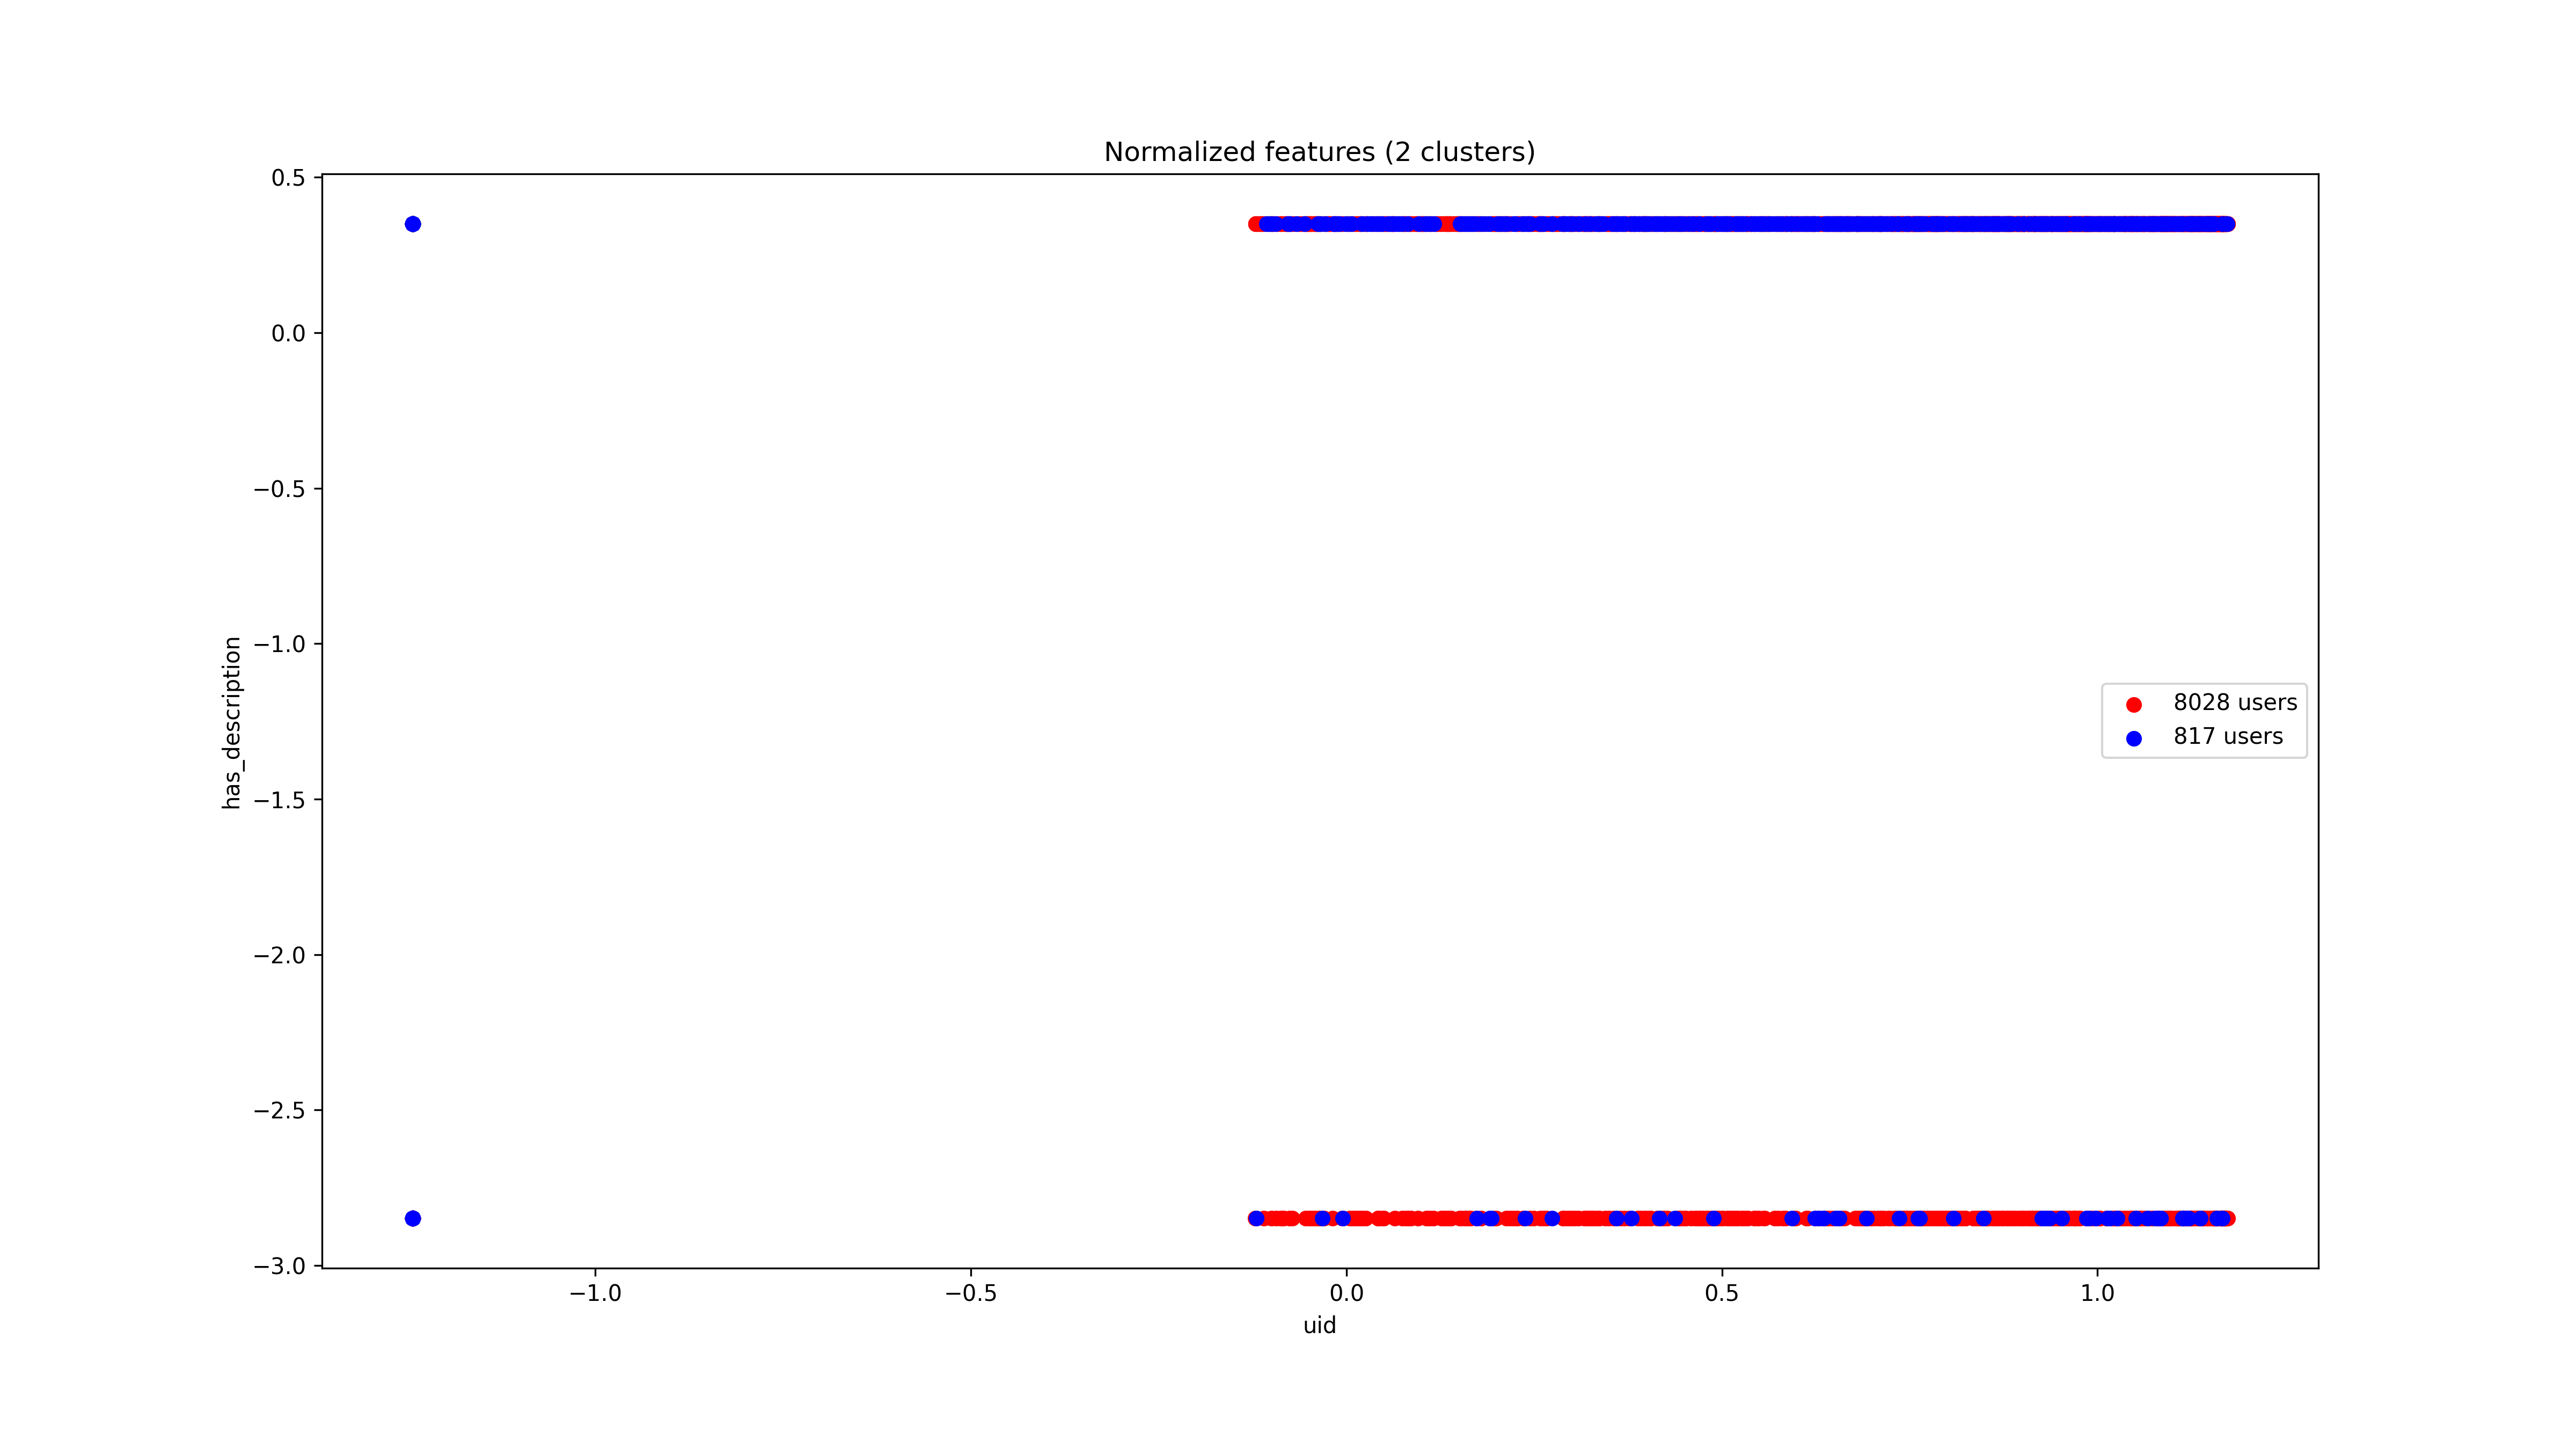 Normalized features (2 clusters)
0.5
0.0
−0.5
−1.0
−1.5
−2.0
−2.5
−3.0
has_description
8028 users
817 users
−1.0
−0.5
0.0
0.5
1.0
uid